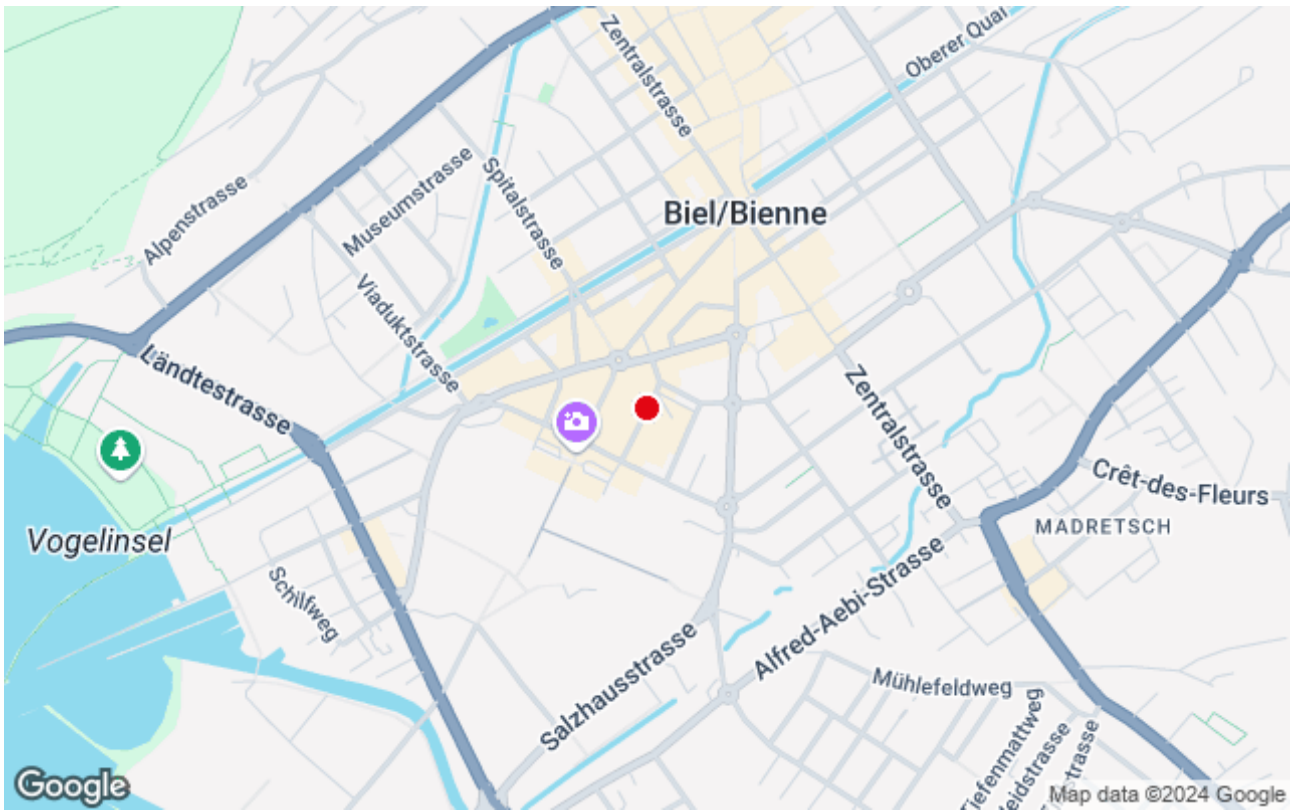 Zentralstrasse
Oberer Quai
Museumstrasse
Spitalstrasse
Alpenstrasse
Biel/Bienne
Viaduktstrasse
Ländtestrasse
Zentralstrasse
Crêt-des-Fleurs
MADRETSCH
Vogelinsel
Schilfweg
Alfred-Aebi-Strasse
Salzhausstrasse
Mühlefeldweg
Google
Map data ©2024 Google